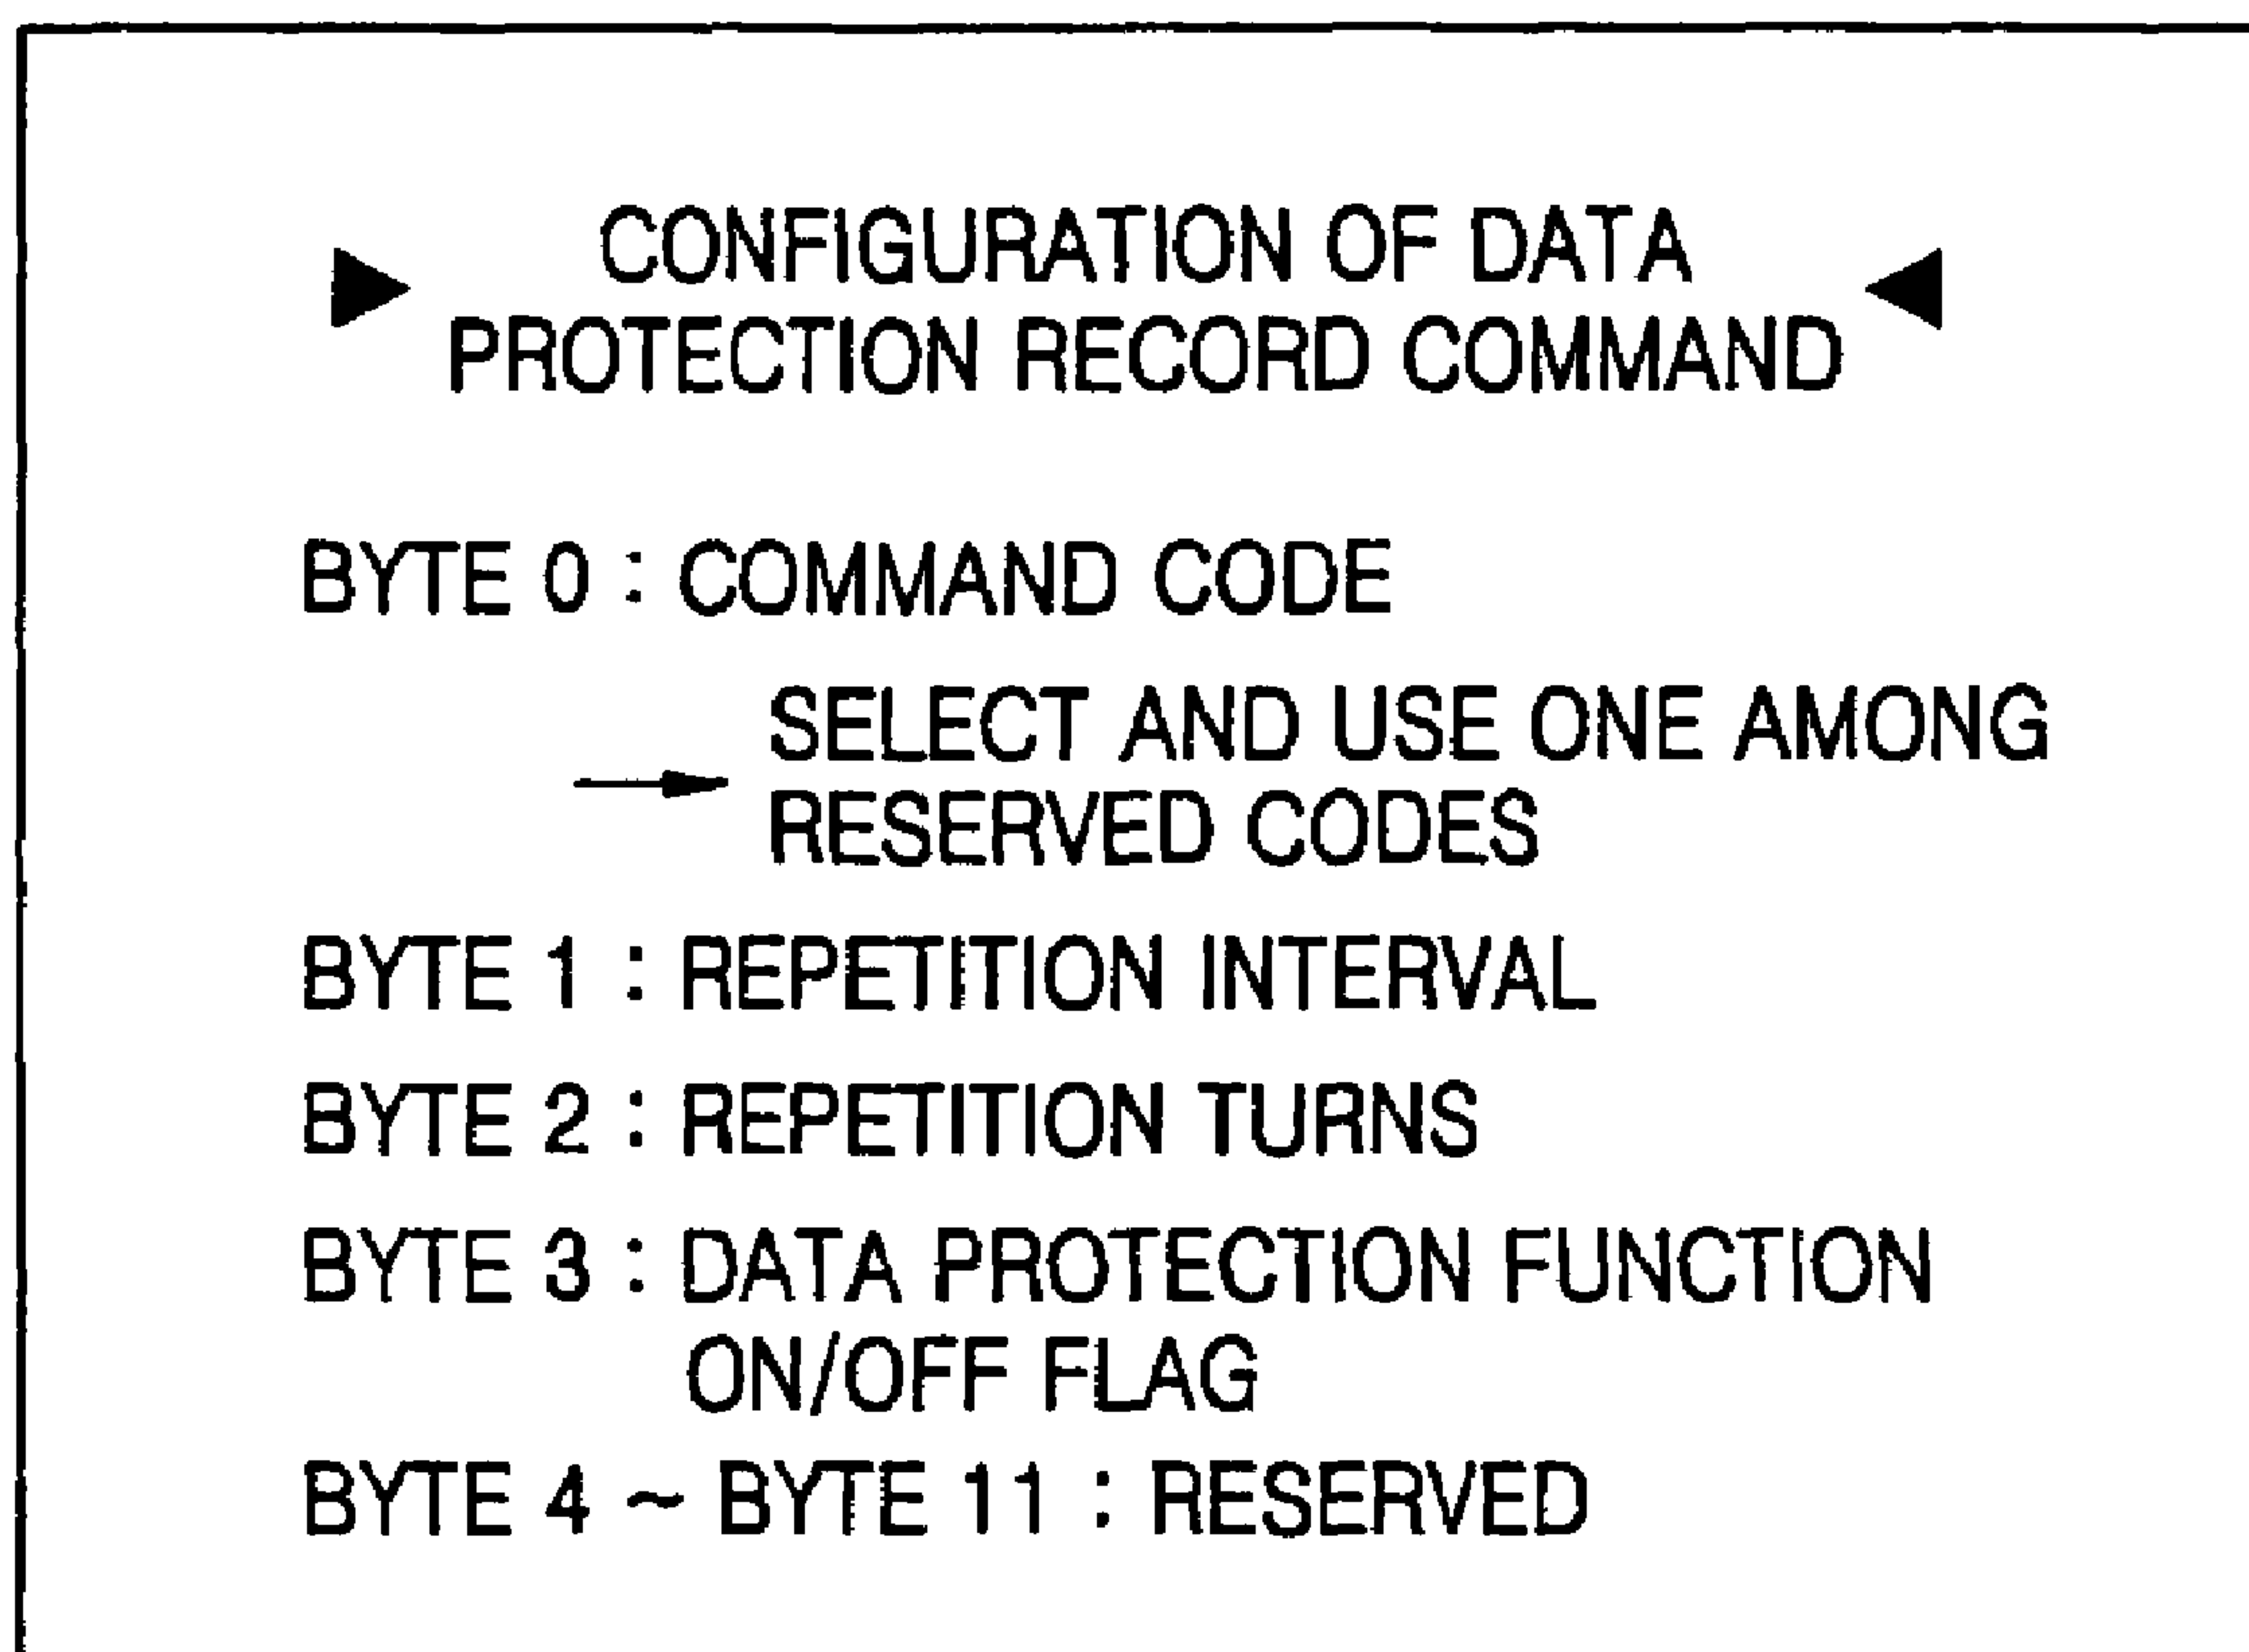 CONFIGURATION OF DATA
PROTECTION RECORD COMMAND
BYTE 0 : COMMAND CODE
SELECT AND USE ONE AMONG
RESERVED CODES
BYTE 1 : REPETITION INTERVAL
BYTE 2 : REPETITION TURNS
BYTE 3 : DATA PROTECTION FUNCTION
ON/OFF FLAG
BYTE 4 ~ BYTE 11 : RESERVED